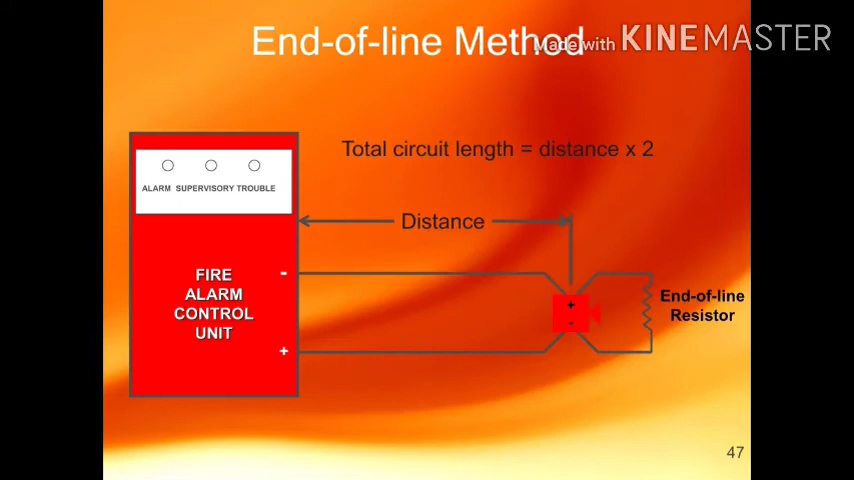 End-of-line Method
Made with KINEMASTER
Total circuit length = distance x 2
ALARM SUPERVISORY TROUBLE
Distance
FIRE
ALARM
CONTROL
UNIT
-
+
+
-
End-of-line
Resistor
47